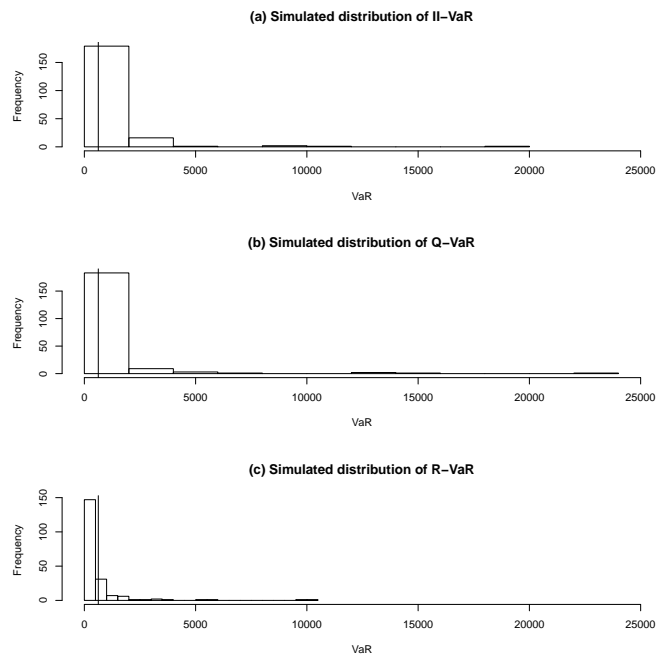 (a) Simulated distribution of II−VaR
Frequency
0 50 100 150
0 5000 10000 15000 20000 25000
VaR
(b) Simulated distribution of Q−VaR
Frequency
0 50 100 150
0 5000 10000 15000 20000 25000
VaR
(c) Simulated distribution of R−VaR
Frequency
0 50 100 150
0 5000 10000 15000 20000 25000
VaR